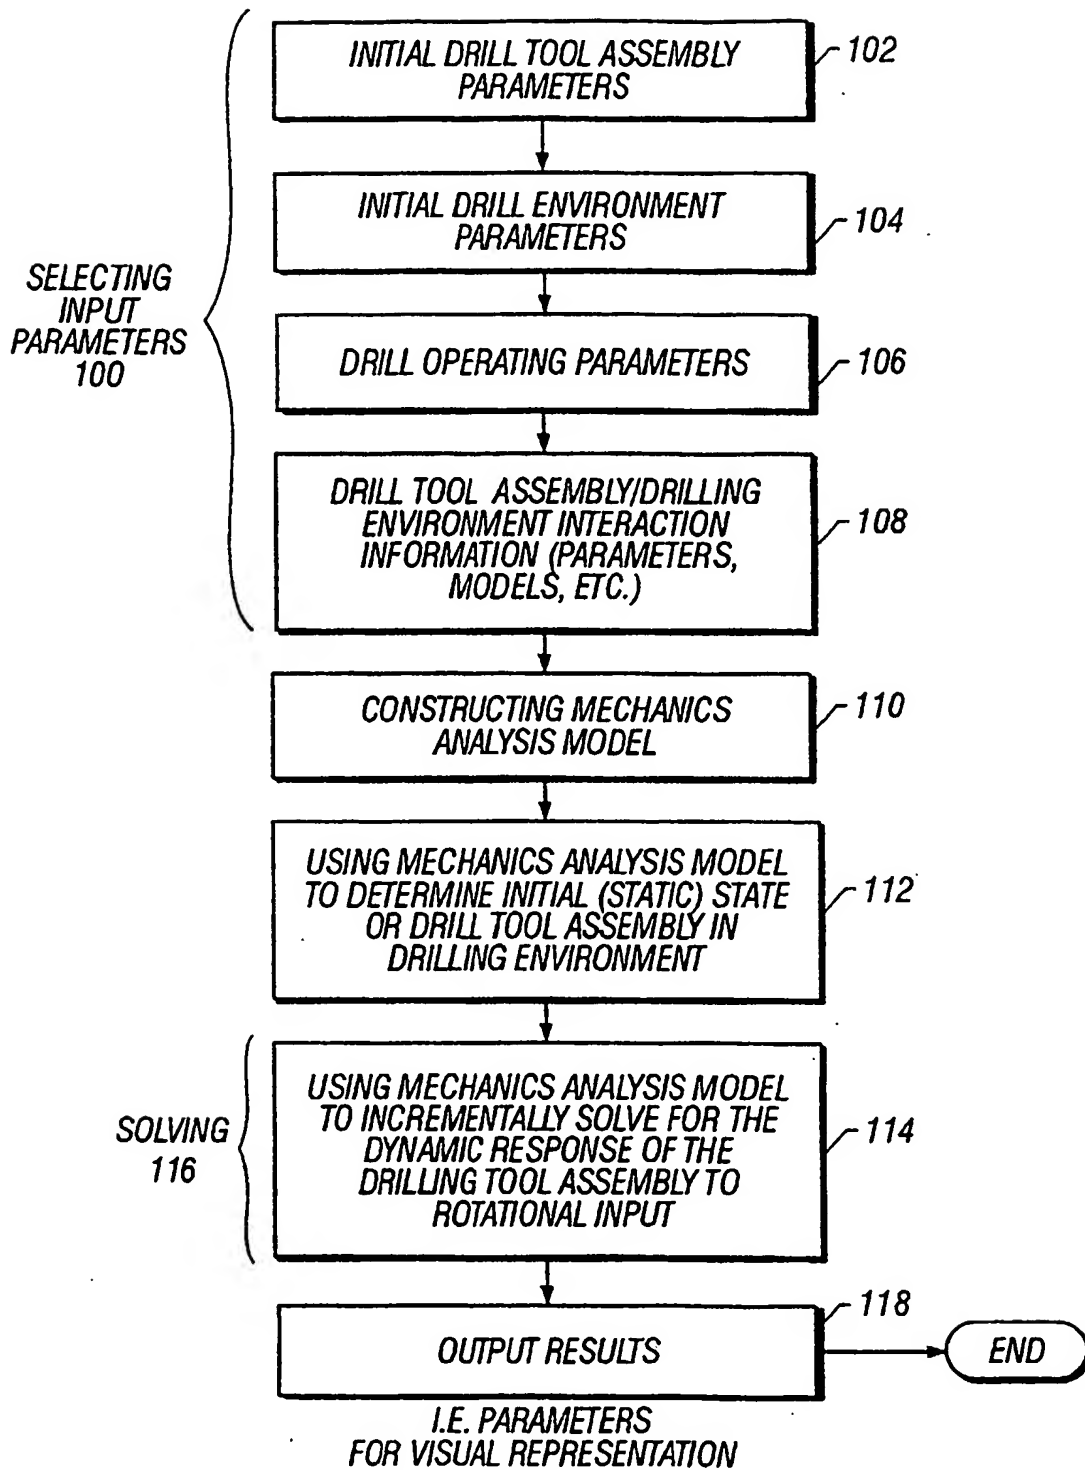 INITIAL DRILL TOOL ASSEMBLY
PARAMETERS
102
INITIAL DRILL ENVIRONMENT
PARAMETERS
104
SELECTING
INPUT
PARAMETERS
100
DRILL OPERATING PARAMETERS
106
DRILL TOOL ASSEMBLY/DRILLING
ENVIRONMENT INTERACTION
INFORMATION (PARAMETERS,
MODELS, ETC.)
108
CONSTRUCTING MECHANICS
ANALYSIS MODEL
110
USING MECHANICS ANALYSIS MODEL
TO DETERMINE INITIAL (STATIC) STATE
OR DRILL TOOL ASSEMBLY IN
DRILLING ENVIRONMENT
112
SOLVING
116
USING MECHANICS ANALYSIS MODEL
TO INCREMENTALLY SOLVE FOR THE
DYNAMIC RESPONSE OF THE
DRILLING TOOL ASSEMBLY TO
ROTATIONAL INPUT
114
OUTPUT RESULTS
118
END
I.E. PARAMETERS
FOR VISUAL REPRESENTATION